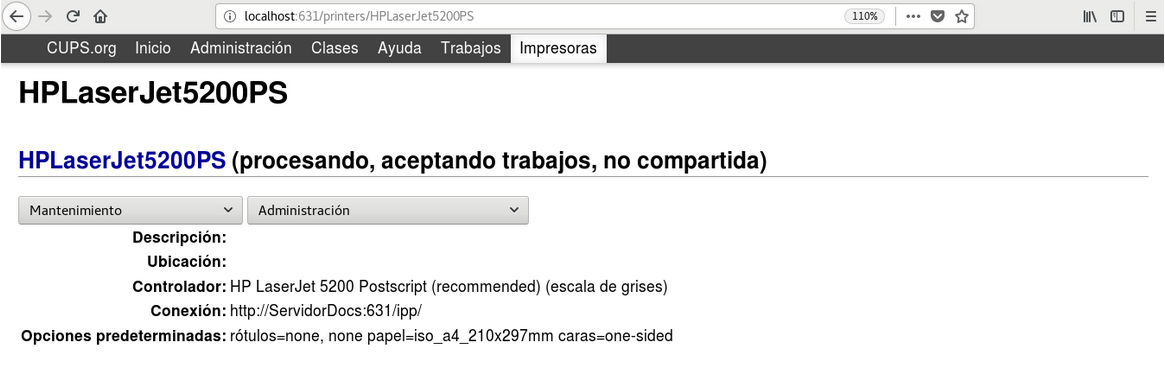 localhost:631/printers/HPLaserJet5200PS 110%
CUPS.org Inicio Administración Clases Ayuda Trabajos Impresoras
HPLaserJet5200PS
HPLaserJet5200PS (procesando, aceptando trabajos, no compartida)
Mantenimiento Administración
Descripción:
Ubicación:
Controlador: HP LaserJet 5200 Postscript (recommended) (escala de grises)
Conexión: http://ServidorDocs:631/ipp/
Opciones predeterminadas: rótulos=none, none papel=iso_a4_210x297mm caras=one-sided